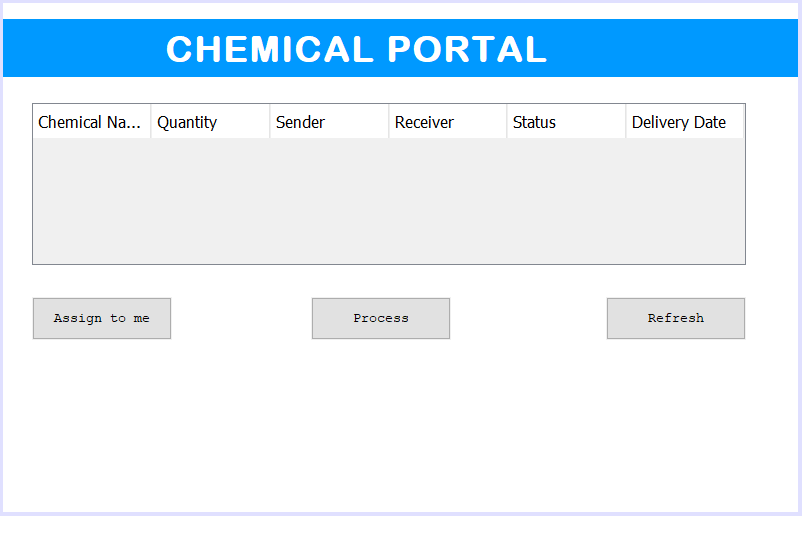 CHEMICAL PORTAL
Chemical Na... Quantity Sender Receiver Status Delivery Date
Assign to me Process Refresh